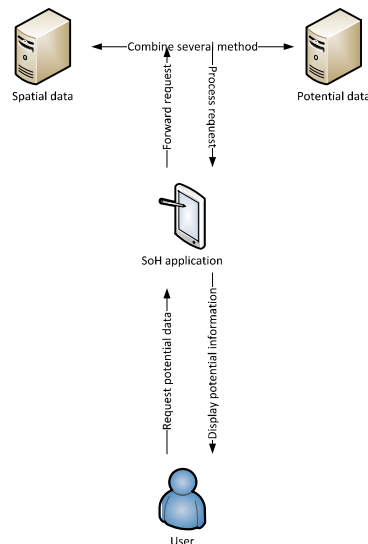 Combine several method
Spatial data
Potential data
Forward request
Process request
SoH application
Request potential data
Display potential information
User